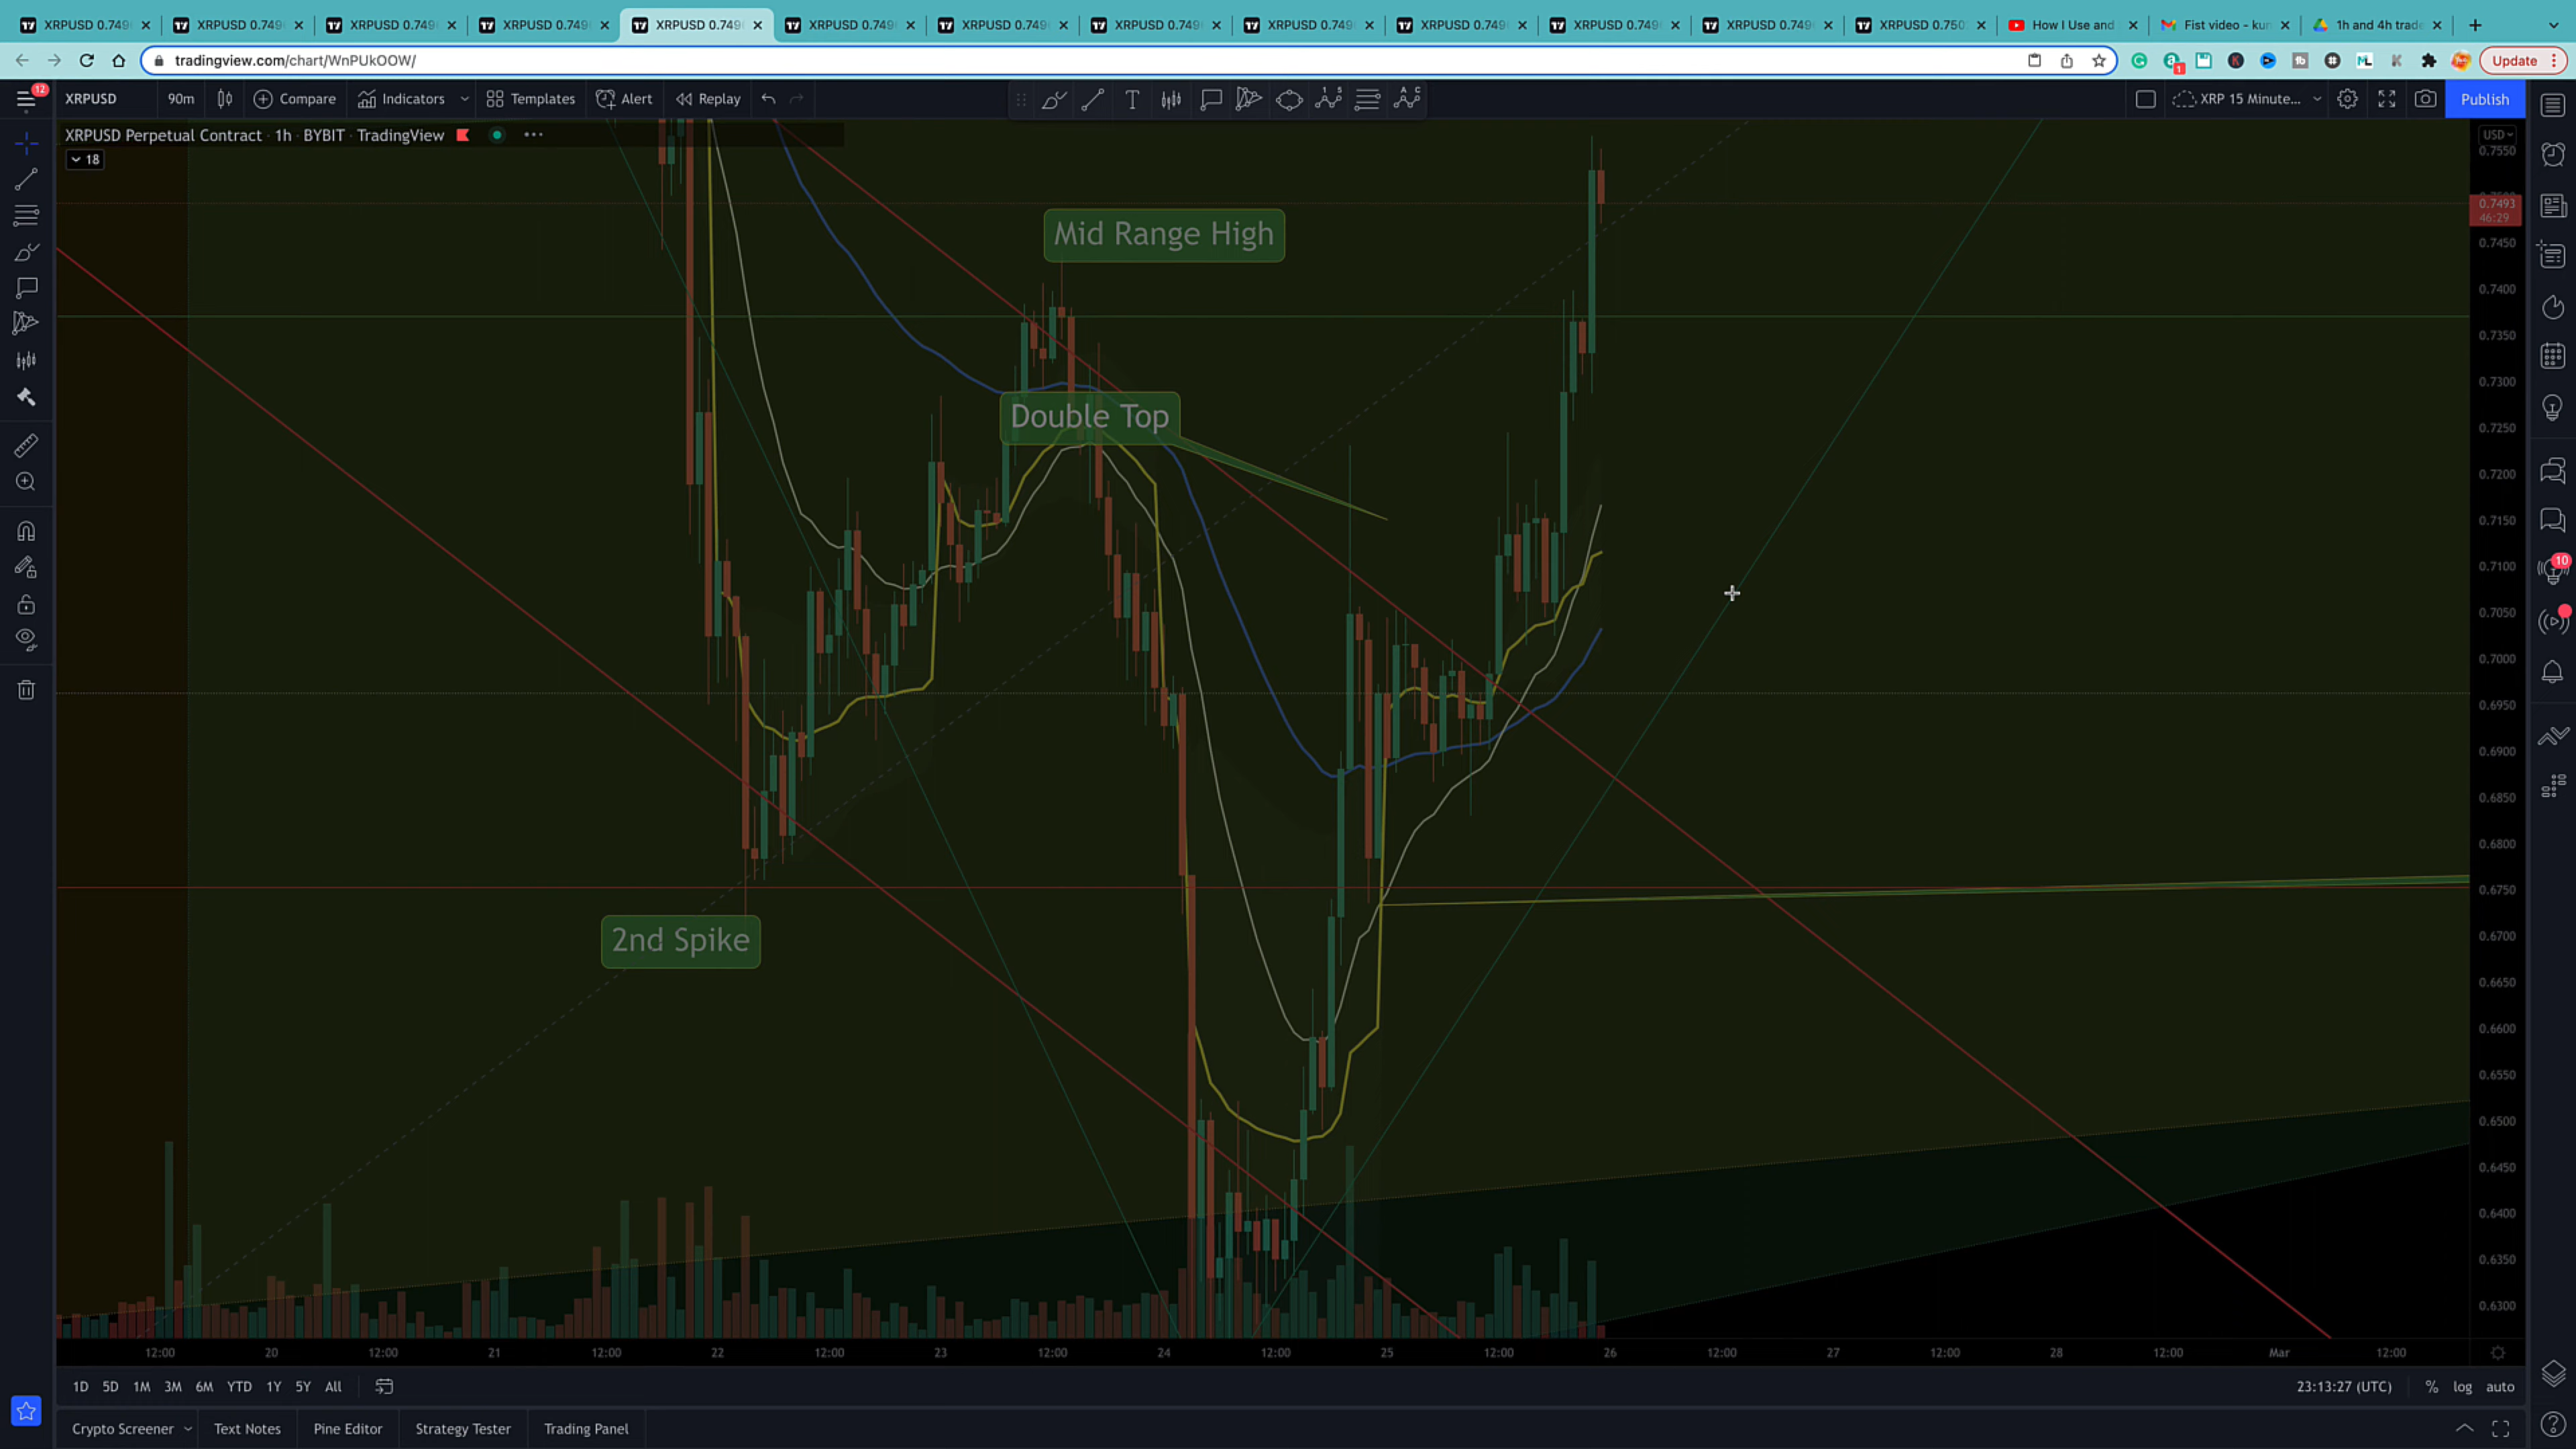 XRPUSD 0.749 XRPUSD 0.749 XRPUSD 0.749 XRPUSD 0.749 XRPUSD 0.749 XRPUSD 0.749 XRPUSD 0.749 XRPUSD 0.749 XRPUSD 0.749 XRPUSD 0.749 XRPUSD 0.749 XRPUSD 0.749 XRPUSD 0.750 How I Use and Fist video - kun 1h and 4h trade
tradingview.com/chart/WnPUkOOW/ Update
12 XRPUSD 90m Compare Indicators Templates Alert Replay XRP 15 Minute... Publish
XRPUSD Perpetual Contract · 1h · BYBIT · TradingView
18
USD
0.7550
0.7493
46:29
Mid Range High
0.7450
0.7400
0.7350
0.7300
Double Top
0.7250
0.7200
0.7150
0.7100
10
0.7050
0.7000
0.6950
0.6900
0.6850
0.6800
0.6750
2nd Spike
0.6700
0.6650
0.6600
0.6550
0.6500
0.6450
0.6400
0.6350
0.6300
12:00 20 12:00 21 12:00 22 12:00 23 12:00 24 12:00 25 12:00 26 12:00 27 12:00 28 12:00 Mar 12:00
1D 5D 1M 3M 6M YTD 1Y 5Y All 23:13:27 (UTC) % log auto
Crypto Screener Text Notes Pine Editor Strategy Tester Trading Panel